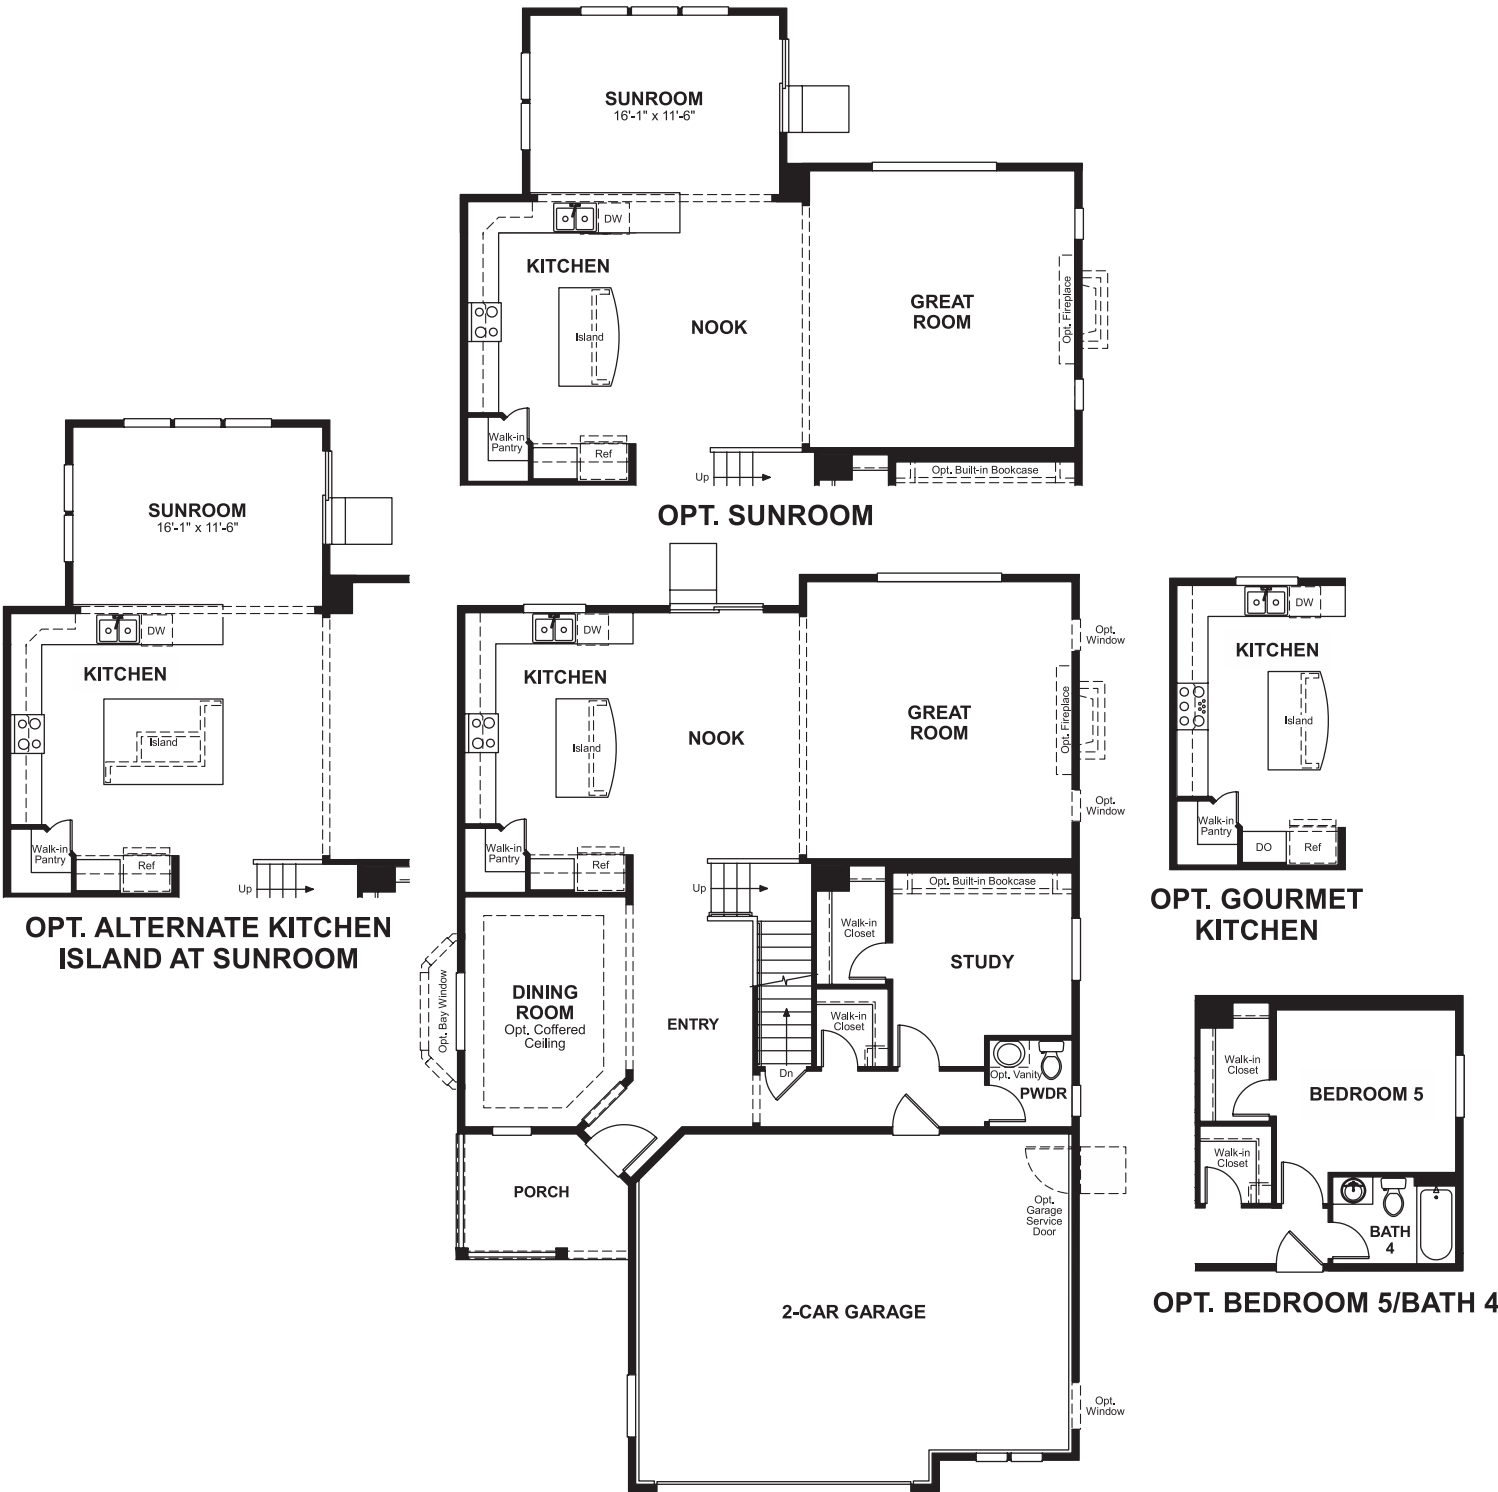 SUNROOM
16'-1" x 11'-6"
DW
KITCHEN
Island
NOOK
GREAT
ROOM
Opt. Fireplace
Walk-in
Pantry
Ref
Up
Opt. Built-in Bookcase
OPT. SUNROOM
SUNROOM
16'-1" x 11'-6"
DW
KITCHEN
Island
Walk-in
Pantry
Ref
Up
OPT. ALTERNATE KITCHEN
ISLAND AT SUNROOM
DW
KITCHEN
Island
NOOK
GREAT
ROOM
Opt.
Window
Opt. Fireplace
Opt.
Window
Walk-in
Pantry
Ref
Up
Opt. Built-in Bookcase
Walk-in
Closet
STUDY
Opt. Bay Window
DINING
ROOM
Opt. Coffered
Ceiling
ENTRY
Walk-in
Closet
Dn
Opt. Vanity
PWDR
PORCH
Opt.
Garage
Service
Door
2-CAR GARAGE
Opt.
Window
DW
KITCHEN
Island
Walk-in
Pantry
DO
Ref
OPT. GOURMET
KITCHEN
Walk-in
Closet
BEDROOM 5
Walk-in
Closet
BATH
4
OPT. BEDROOM 5/BATH 4